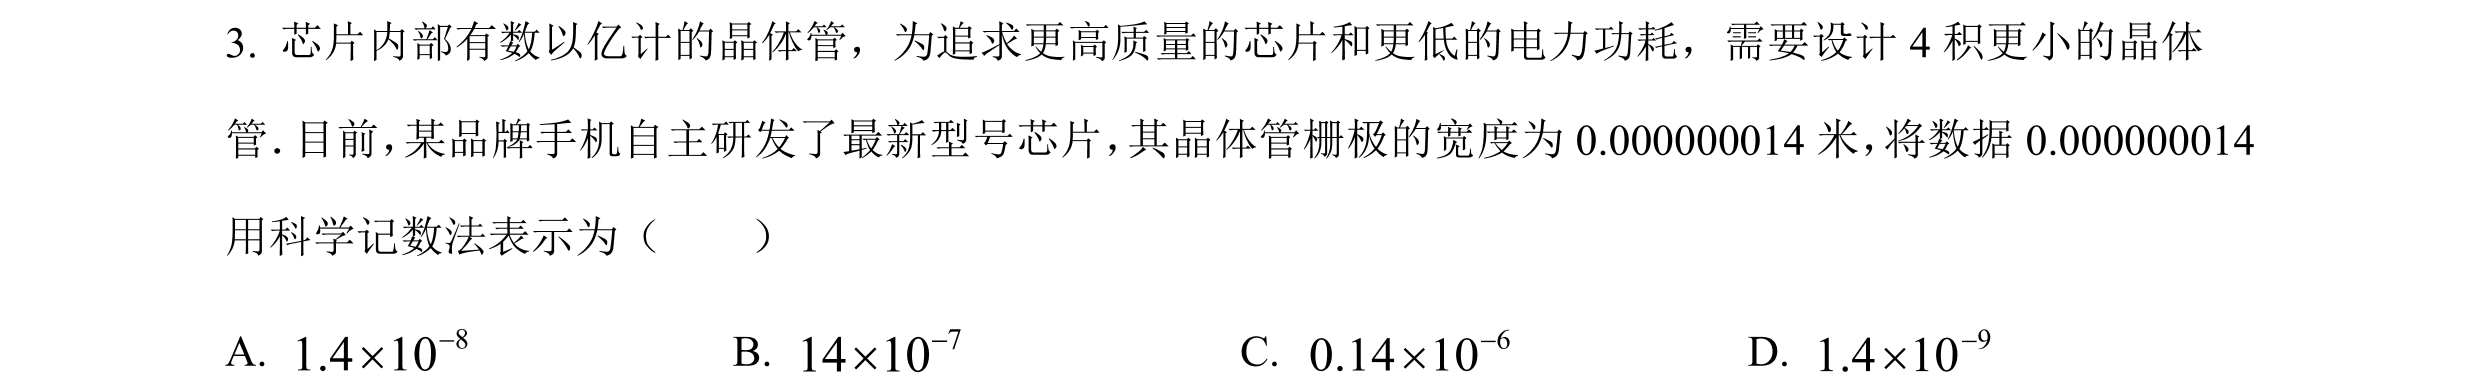 3. 芯片内部有数以亿计的晶体管，为追求更高质量的芯片和更低的电力功耗，需要设计 4 积更小的晶体
管．目前，某品牌手机自主研发了最新型号芯片，其晶体管栅极的宽度为 0.000000014 米，将数据 0.000000014
用科学记数法表示为（　　）
A. 1.4×10⁻⁸ B. 14×10⁻⁷ C. 0.14×10⁻⁶ D. 1.4×10⁻⁹